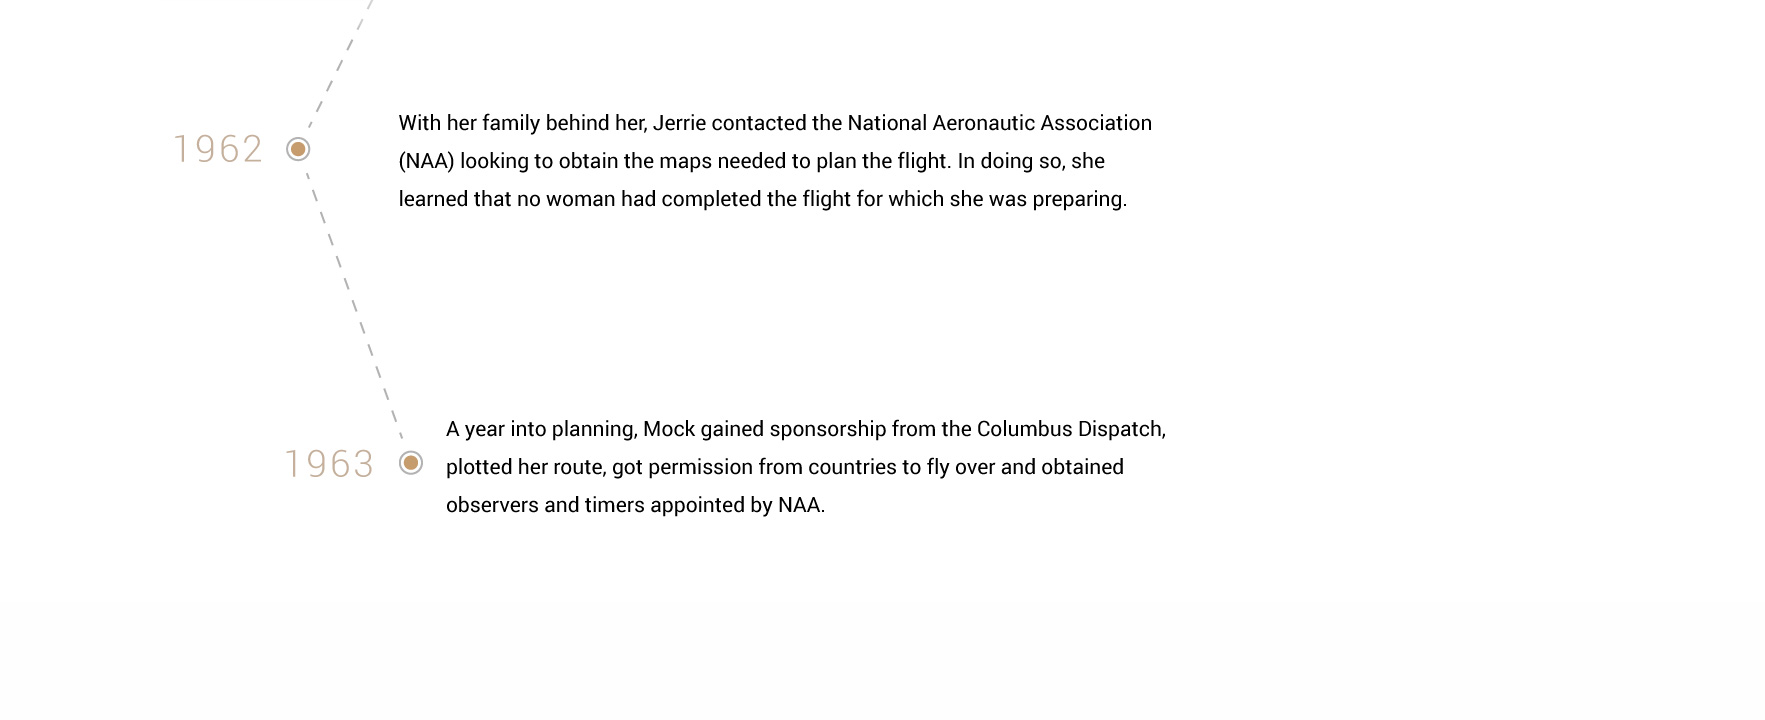 1962
With her family behind her, Jerrie contacted the National Aeronautic Association
(NAA) looking to obtain the maps needed to plan the flight. In doing so, she
learned that no woman had completed the flight for which she was preparing.
1963
A year into planning, Mock gained sponsorship from the Columbus Dispatch,
plotted her route, got permission from countries to fly over and obtained
observers and timers appointed by NAA.